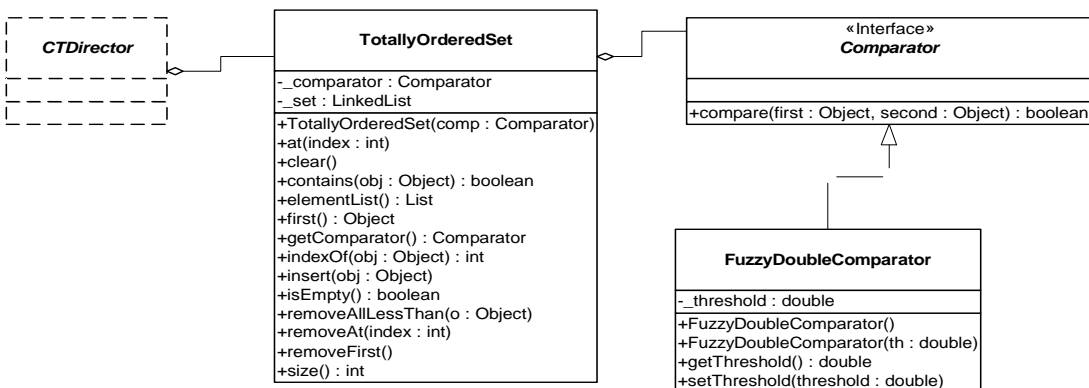 CTDirector
TotallyOrderedSet
-_comparator : Comparator
-_set : LinkedList
+TotallyOrderedSet(comp : Comparator)
+at(index : int)
+clear()
+contains(obj : Object) : boolean
+elementList() : List
+first() : Object
+getComparator() : Comparator
+indexOf(obj : Object) : int
+insert(obj : Object)
+isEmpty() : boolean
+removeAllLessThan(o : Object)
+removeAt(index : int)
+removeFirst()
+size() : int
«Interface»
Comparator
+compare(first : Object, second : Object) : boolean
FuzzyDoubleComparator
-_threshold : double
+FuzzyDoubleComparator()
+FuzzyDoubleComparator(th : double)
+getThreshold() : double
+setThreshold(threshold : double)